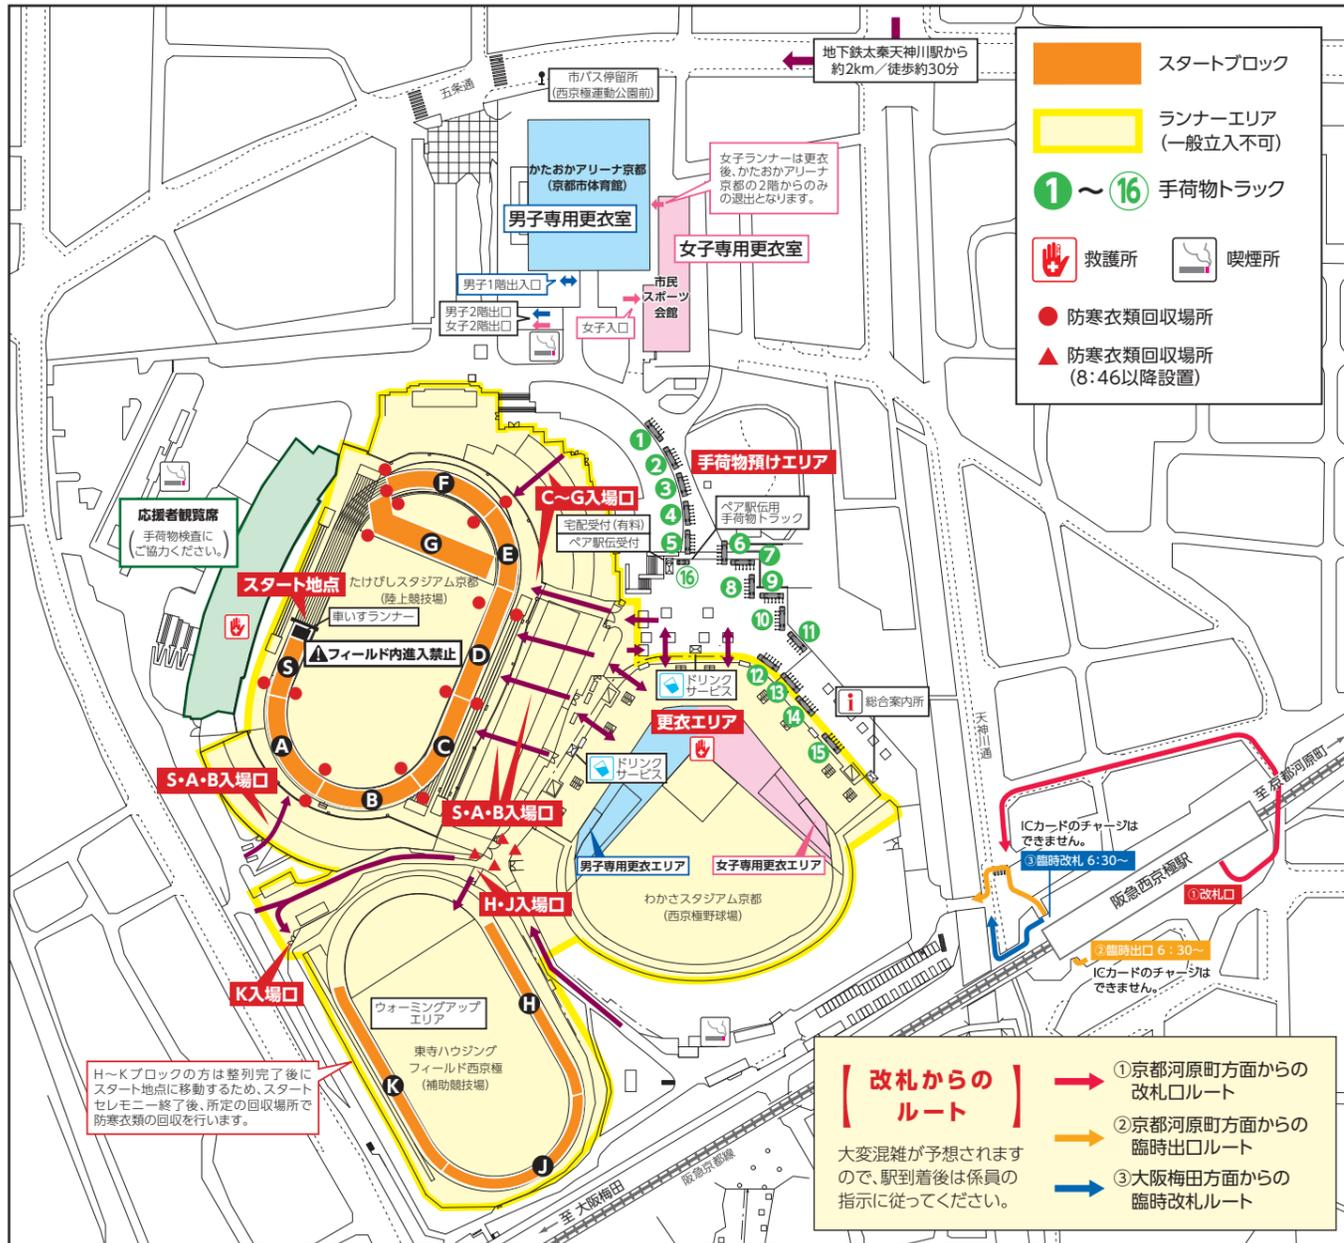 地下鉄太秦天神川駅から
約2km／徒歩約30分
市バス停留所
(西京極運動公園前)
五条通
かたおかアリーナ京都
(京都市体育館)
男子専用更衣室
女子ランナーは更衣
後、かたおかアリーナ
京都の2階からのみ
の退出となります。
女子専用更衣室
男子1階出入口
市民
スポーツ
会館
男子2階出口
女子2階出口
女子入口
スタートブロック
ランナーエリア
(一般立入不可)
1～16 手荷物トラック
救護所
喫煙所
防寒衣類回収場所
防寒衣類回収場所
(8:46以降設置)
1
2
3
4
5
6
7
8
9
10
11
12
13
14
15
16
手荷物預けエリア
C～G入場口
宅配受付(有料)
ペア駅伝受付
ペア駅伝用
手荷物トラック
応援者観覧席
(手荷物検査に
ご協力ください。)
スタート地点
たけびしスタジアム京都
(陸上競技場)
車いすランナー
フィールド内進入禁止
F
G
E
D
S
A
B
C
ドリンク
サービス
更衣エリア
i 総合案内所
ドリンク
サービス
S・A・B入場口
S・A・B入場口
男子専用更衣エリア
女子専用更衣エリア
わかさスタジアム京都
(西京極野球場)
H・J入場口
K入場口
ウォーミングアップ
エリア
東寺ハウジング
フィールド西京極
(補助競技場)
H
K
J
H～Kブロックの方は整列完了後に
スタート地点に移動するため、スタート
セレモニー終了後、所定の回収場所で
防寒衣類の回収を行います。
天神川通
至 京都河原町
ICカードのチャージは
できません。
③臨時改札 6:30～
阪急西京極駅
①改札口
②臨時出口 6：30～
ICカードのチャージは
できません。
阪急京都線
至 大阪梅田
改札からの
ルート
大変混雑が予想されます
ので、駅到着後は係員の
指示に従ってください。
①京都河原町方面からの
改札口ルート
②京都河原町方面からの
臨時出口ルート
③大阪梅田方面からの
臨時改札ルート